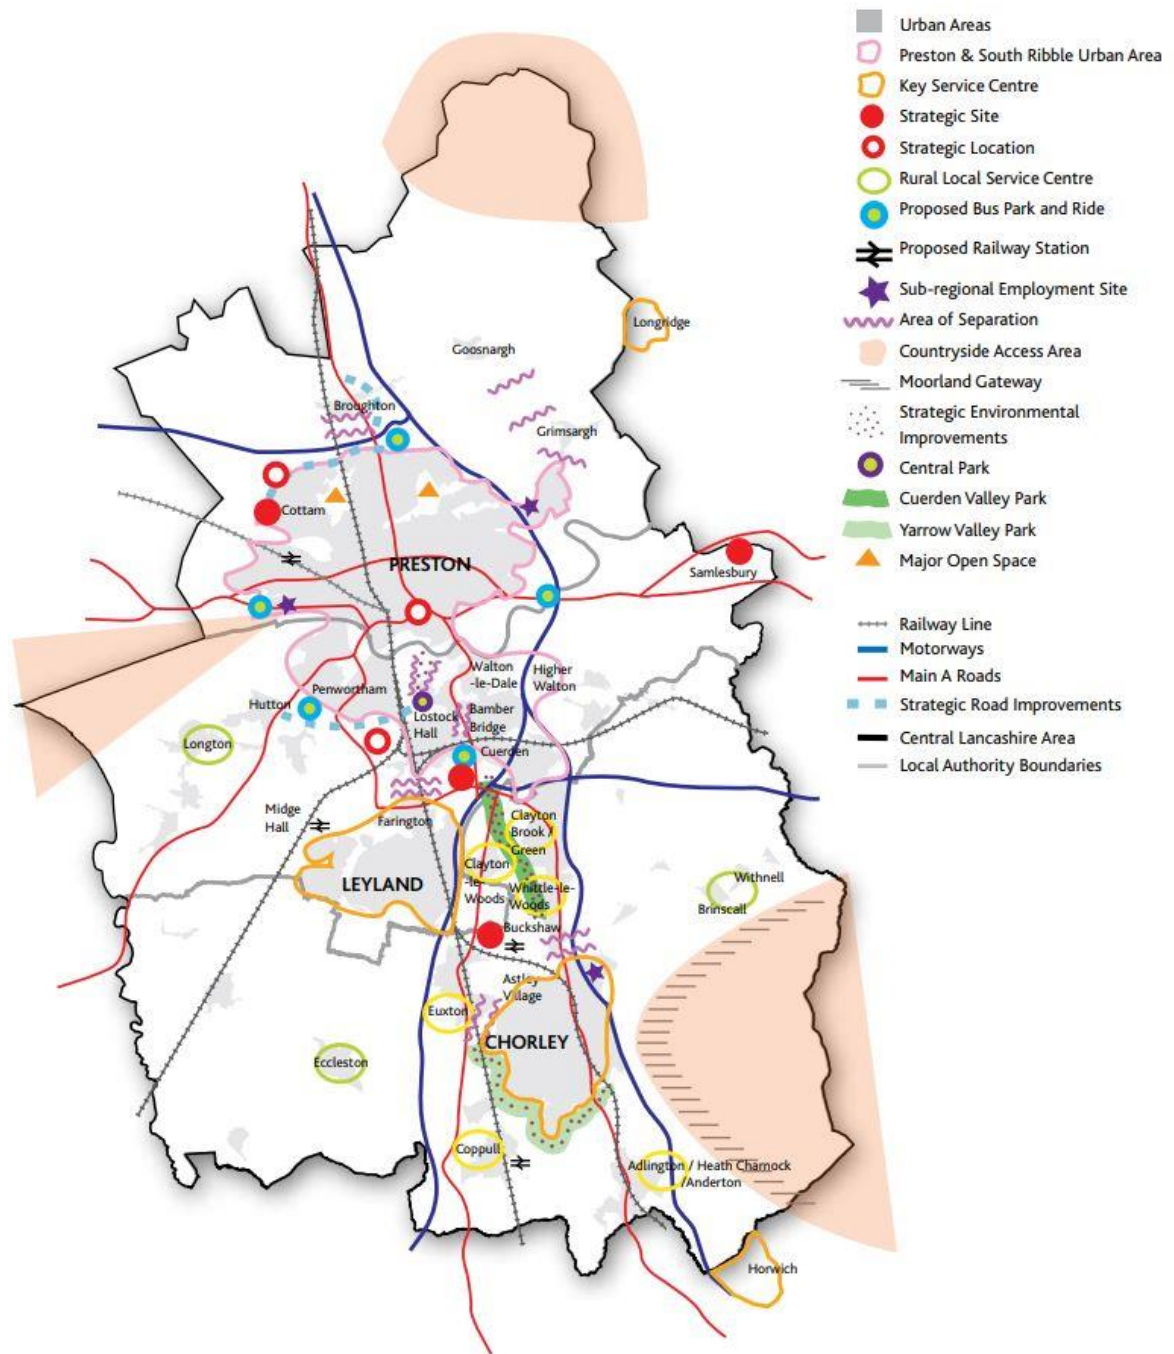 Urban Areas
Preston & South Ribble Urban Area
Key Service Centre
Strategic Site
Strategic Location
Rural Local Service Centre
Proposed Bus Park and Ride
Proposed Railway Station
Sub-regional Employment Site
Area of Separation
Countryside Access Area
Moorland Gateway
Strategic Environmental
Improvements
Central Park
Cuerden Valley Park
Yarrow Valley Park
Major Open Space
Railway Line
Motorways
Main A Roads
Strategic Road Improvements
Central Lancashire Area
Local Authority Boundaries
Longridge
Goosnargh
Broughton
Grimsargh
Cottam
PRESTON
Samlesbury
Walton
-le-Dale
Higher
Walton
Penwortham
Hutton
Lostock
Hall
Bamber
Bridge
Longton
Cuerden
Midge
Hall
Farington
Clayton
Brook /
Green
LEYLAND
Clayton
-le-
Woods
Whittle-le-
Woods
Withnell
Brinscall
Buckshaw
Astley
Village
Euxton
CHORLEY
Eccleston
Coppull
Adlington / Heath Charnock
/Anderton
Horwich